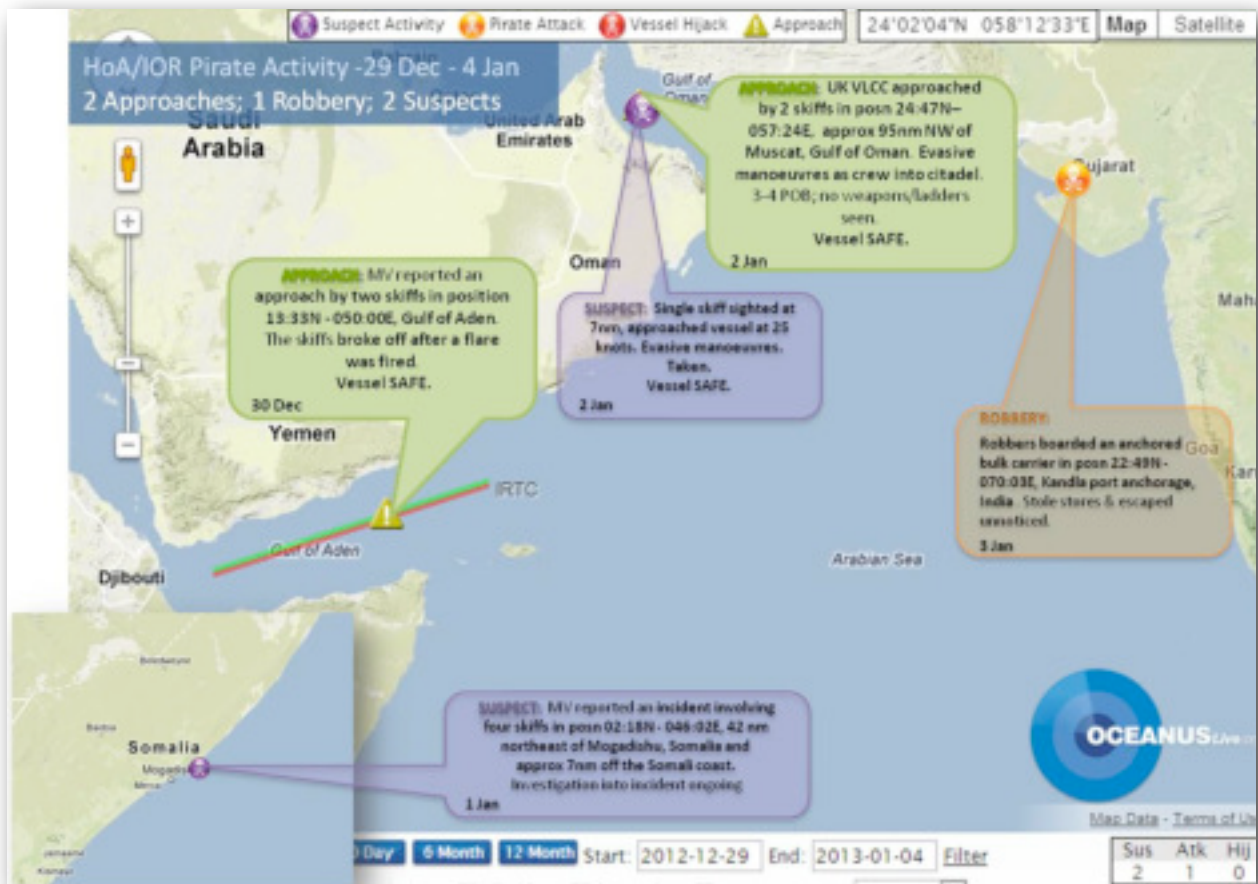 Suspect Activity Pirate Attack Vessel Hijack Approach
24°02'04"N 058°12'33"E
Map
Satellite
HoA/IOR Pirate Activity -29 Dec - 4 Jan
2 Approaches; 1 Robbery; 2 Suspects
Saudi
Arabia
United Arab
Emirates
Gulf of
Oman
APPROACH: UK VLCC approached
by 2 skiffs in posn 24:47N–
057:24E, approx 95nm NW of
Muscat, Gulf of Oman. Evasive
manoeuvres as crew into citadel.
3-4 POB; no weapons/ladders
seen.
Vessel SAFE.
2 Jan
Gujarat
Oman
APPROACH: MV reported an
approach by two skiffs in position
13:33N - 050:00E, Gulf of Aden.
The skiffs broke off after a flare
was fired.
Vessel SAFE.
30 Dec
SUSPECT: Single skiff sighted at
7nm, approached vessel at 25
knots. Evasive manoeuvres.
Taken.
Vessel SAFE.
2 Jan
Mah
Yemen
ROBBERY:
Robbers boarded an anchored
bulk carrier in posn 22:49N -
070:03E, Kandla port anchorage,
India. Stole stores & escaped
unnoticed.
3 Jan
Goa
Kar
IRTC
Gulf of Aden
Arabian Sea
Djibouti
Somalia
Mogadis
SUSPECT: MV reported an incident involving
four skiffs in posn 02:18N - 046:02E, 42 nm
northeast of Mogadishu, Somalia and
approx 7nm off the Somali coast.
Investigation into incident ongoing
1 Jan
OCEANUSLive
Map Data - Terms of Us
Day
6 Month
12 Month
Start: 2012-12-29 End: 2013-01-04 Filter
Sus Atk Hij
2 1 0